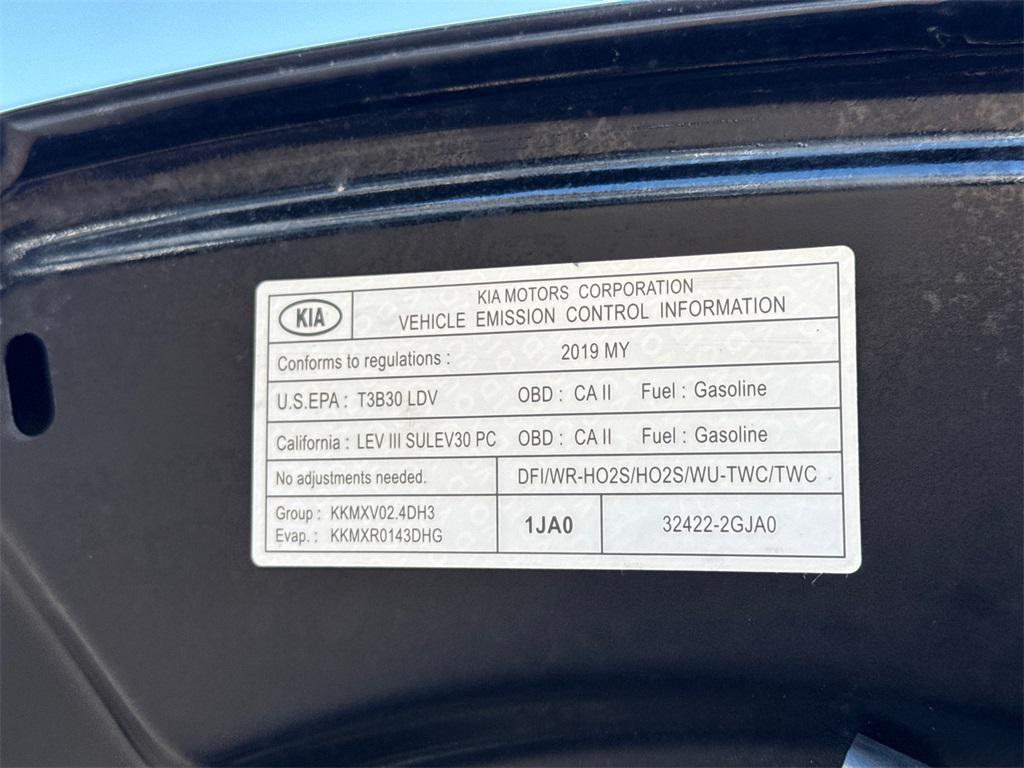 KIA
KIA MOTORS CORPORATION
VEHICLE EMISSION CONTROL INFORMATION
Conforms to regulations : 2019 MY
U.S.EPA : T3B30 LDV OBD : CA II Fuel : Gasoline
California : LEV III SULEV30 PC OBD : CA II Fuel : Gasoline
No adjustments needed. DFI/WR-HO2S/HO2S/WU-TWC/TWC
Group : KKMXV02.4DH3
Evap. : KKMXR0143DHG
1JA0
32422-2GJA0